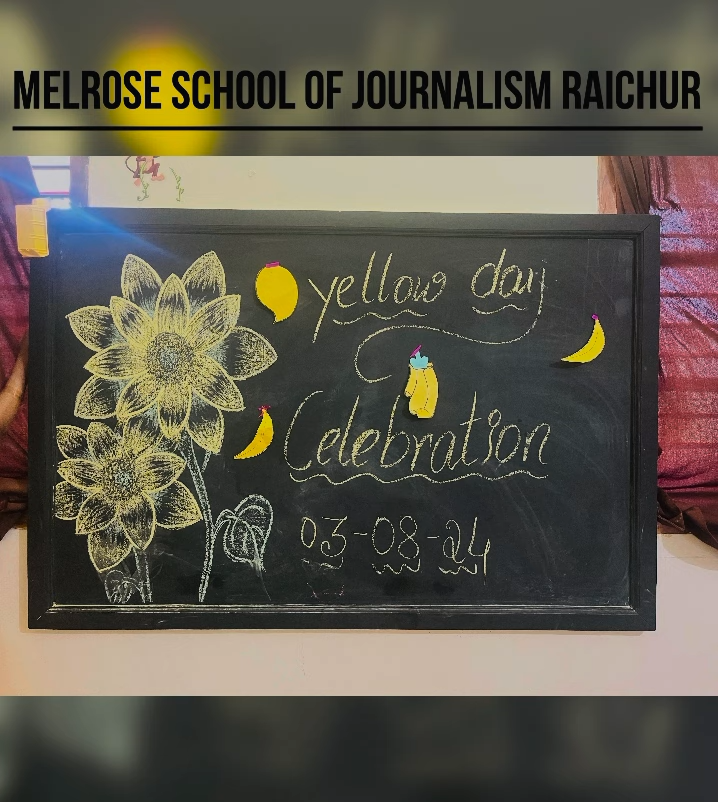 MELROSE SCHOOL OF JOURNALISM RAICHUR
yellow day
Celebration
03-08-24